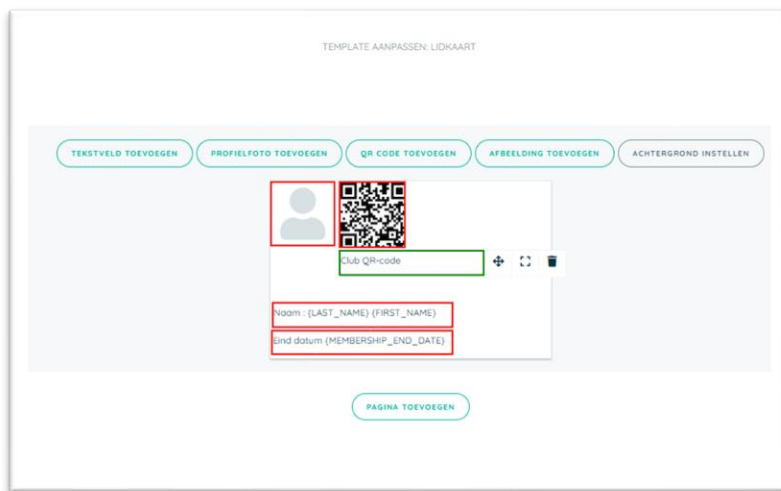 TEMPLATE AANPASSEN: LIDKAART
TEKSTVELD TOEVOEGEN PROFIELFOTO TOEVOEGEN QR CODE TOEVOEGEN AFBEELDING TOEVOEGEN ACHTERGROND INSTELLEN
Club QR-code
Naam : {LAST_NAME} {FIRST_NAME}
Eind datum {MEMBERSHIP_END_DATE}
PAGINA TOEVOEGEN